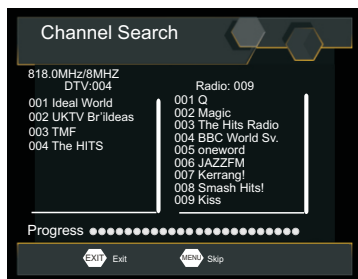 Channel Search
818.0MHz/8MHZ
DTV:004
001 Ideal World
002 UKTV Br'ildeas
003 TMF
004 The HITS
Radio: 009
001 Q
002 Magic
003 The Hits Radio
004 BBC World Sv.
005 oneword
006 JAZZFM
007 Kerrang!
008 Smash Hits!
009 Kiss
Progress
EXIT Exit
MENU Skip